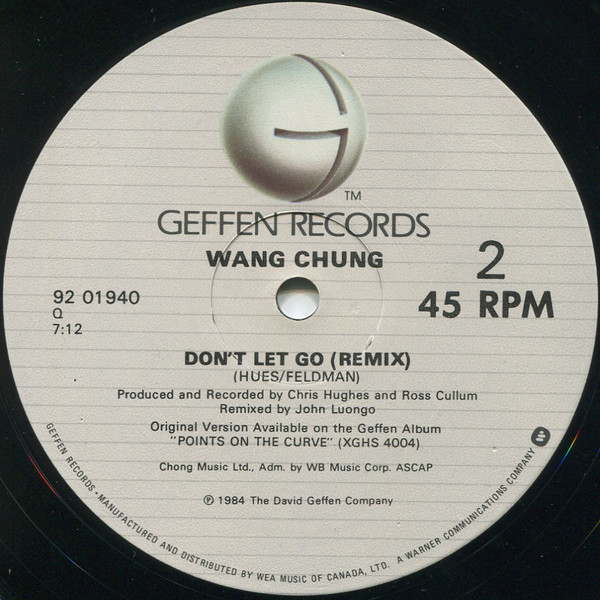 TM
GEFFEN RECORDS
WANG CHUNG
2
92 01940
45 RPM
Q
7:12
DON'T LET GO (REMIX)
(HUES/FELDMAN)
Produced and Recorded by Chris Hughes and Ross Cullum
Remixed by John Luongo
Original Version Available on the Geffen Album
"POINTS ON THE CURVE" (XGHS 4004)
Chong Music Ltd., Adm. by WB Music Corp. ASCAP
℗ 1984 The David Geffen Company
GEFFEN RECORDS • MANUFACTURED AND DISTRIBUTED BY WEA MUSIC OF CANADA, LTD. A WARNER COMMUNICATIONS COMPANY